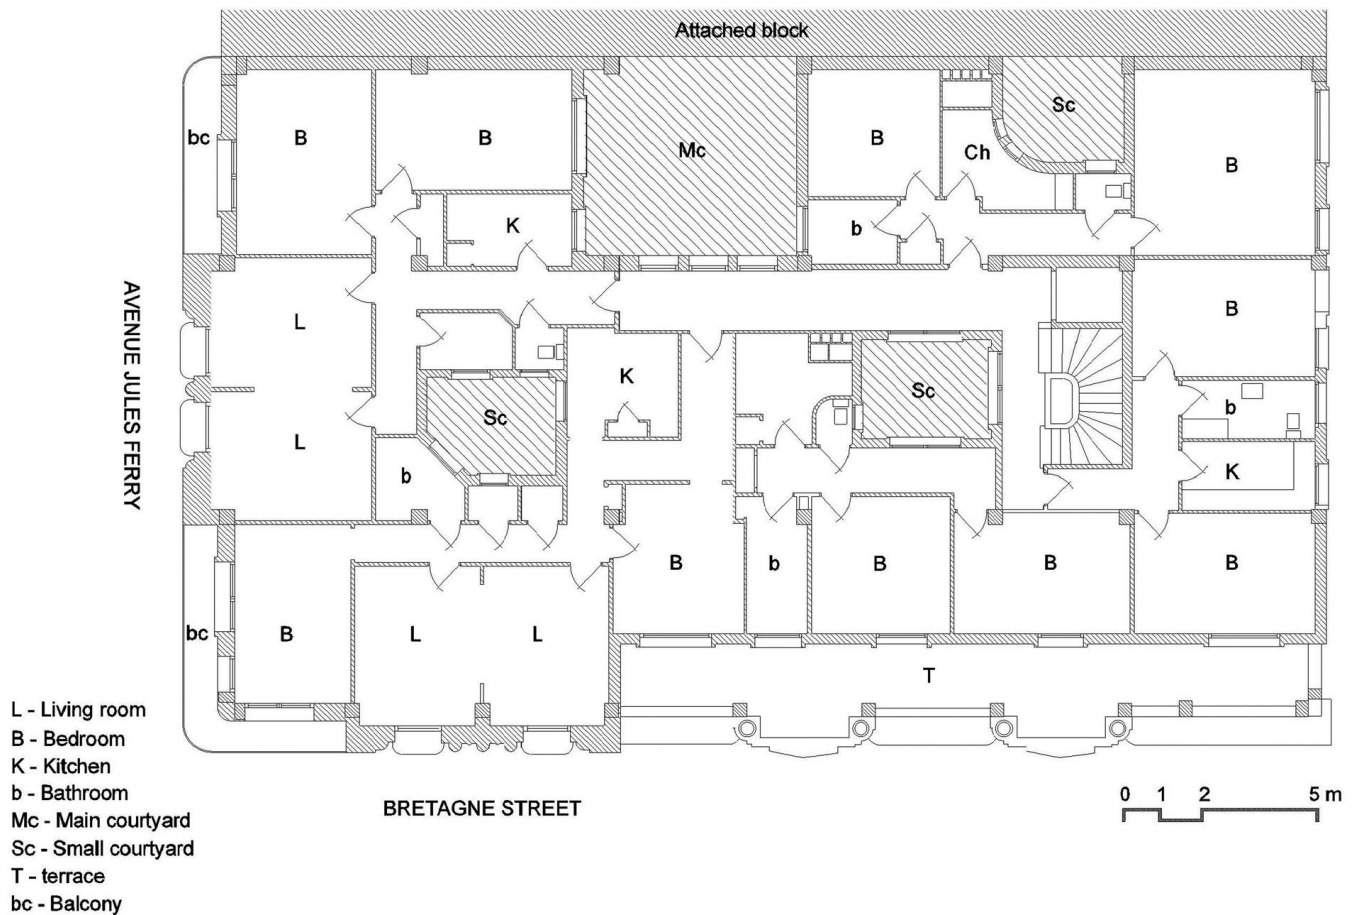 Attached block
bc
B
B
Mc
B
Ch
Sc
B
K
b
L
B
AVENUE JULES FERRY
K
Sc
b
L
Sc
b
K
B
b
B
B
B
bc
B
L
L
T
L - Living room
B - Bedroom
K - Kitchen
b - Bathroom
Mc - Main courtyard
Sc - Small courtyard
T - terrace
bc - Balcony
BRETAGNE STREET
0 1 2 5 m